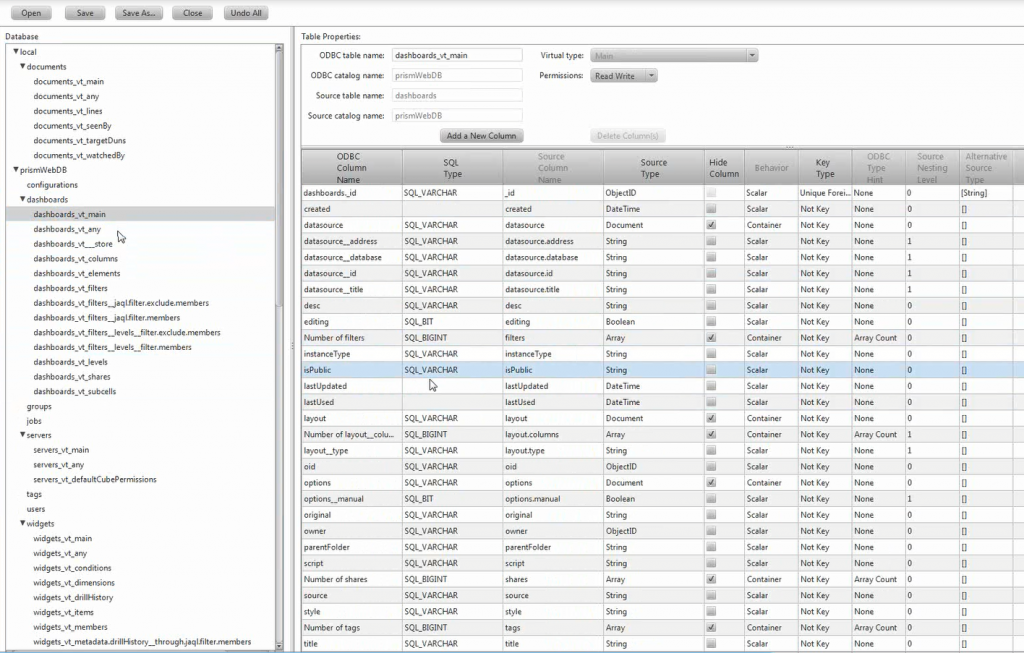 Open Save Save As... Close Undo All
Database
local
documents
documents_vt_main
documents_vt_any
documents_vt_lines
documents_vt_seenBy
documents_vt_targetDuns
documents_vt_watchedBy
prismWebDB
configurations
dashboards
dashboards_vt_main
dashboards_vt_any
dashboards_vt__store
dashboards_vt_columns
dashboards_vt_elements
dashboards_vt_filters
dashboards_vt_filters__jaql.filter.exclude.members
dashboards_vt_filters__jaql.filter.members
dashboards_vt_filters__levels__filter.exclude.members
dashboards_vt_filters__levels__filter.members
dashboards_vt_levels
dashboards_vt_shares
dashboards_vt_subcells
groups
jobs
servers
servers_vt_main
servers_vt_any
servers_vt_defaultCubePermissions
tags
users
widgets
widgets_vt_main
widgets_vt_any
widgets_vt_conditions
widgets_vt_dimensions
widgets_vt_drillHistory
widgets_vt_items
widgets_vt_members
widgets_vt_metadata.drillHistory__through.jaql.filter.members
Table Properties:
ODBC table name: dashboards_vt_main Virtual type: Main
ODBC catalog name: prismWebDB Permissions: Read Write
Source table name: dashboards
Source catalog name: prismWebDB
Add a New Column Delete Column(s)
ODBC Column Name SQL Type Source Column Name Source Type Hide Column Behavior Key Type ODBC Type Hint Source Nesting Level Alternative Source Type
dashboards._id SQL_VARCHAR _id ObjectID Scalar Unique Forei... None 0 [String]
created created DateTime Scalar Not Key None 0 []
datasource SQL_VARCHAR datasource Document Container Not Key None 0 []
datasource__address SQL_VARCHAR datasource.address String Scalar Not Key None 1 []
datasource__database SQL_VARCHAR datasource.database String Scalar Not Key None 1 []
datasource__id SQL_VARCHAR datasource.id String Scalar Not Key None 1 []
datasource__title SQL_VARCHAR datasource.title String Scalar Not Key None 1 []
desc SQL_VARCHAR desc String Scalar Not Key None 0 []
editing SQL_BIT editing Boolean Scalar Not Key None 0 []
Number of filters SQL_BIGINT filters Array Container Not Key Array Count 0 []
instanceType SQL_VARCHAR instanceType String Scalar Not Key None 0 []
isPublic SQL_VARCHAR isPublic String Scalar Not Key None 0 []
lastUpdated lastUpdated DateTime Scalar Not Key None 0 []
lastUsed lastUsed DateTime Scalar Not Key None 0 []
layout SQL_VARCHAR layout Document Container Not Key None 0 []
Number of layout__colu... SQL_BIGINT layout.columns Array Container Not Key Array Count 1 []
layout__type SQL_VARCHAR layout.type String Scalar Not Key None 1 []
oid SQL_VARCHAR oid ObjectID Scalar Not Key None 0 []
options SQL_VARCHAR options Document Container Not Key None 0 []
options__manual SQL_BIT options.manual Boolean Scalar Not Key None 1 []
original SQL_VARCHAR original String Scalar Not Key None 0 []
owner SQL_VARCHAR owner ObjectID Scalar Not Key None 0 []
parentFolder SQL_VARCHAR parentFolder String Scalar Not Key None 0 []
script SQL_VARCHAR script String Scalar Not Key None 0 []
Number of shares SQL_BIGINT shares Array Container Not Key Array Count 0 []
source SQL_VARCHAR source String Scalar Not Key None 0 []
style SQL_VARCHAR style String Scalar Not Key None 0 []
Number of tags SQL_BIGINT tags Array Container Not Key Array Count 0 []
title SQL_VARCHAR title String Scalar Not Key None 0 []